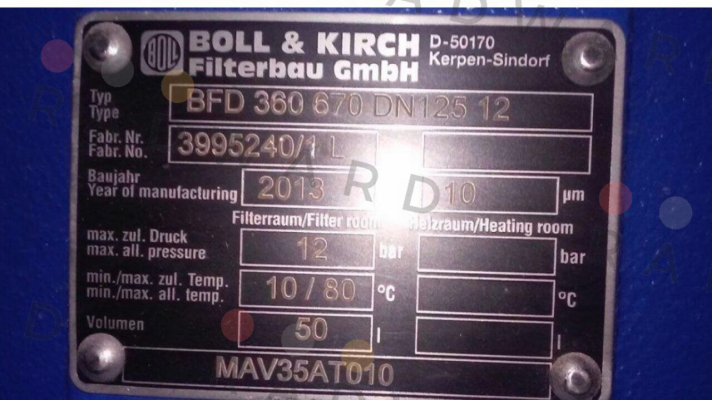 BOLL
BOLL & KIRCH
Filterbau GmbH
D-50170
Kerpen-Sindorf
Typ
Type
BFD 360 670 DN125 12
Fabr. Nr.
Fabr. No.
3995240/1 L
Baujahr
Year of manufacturing
2013
10
µm
Filterraum/Filter room
Heizraum/Heating room
max. zul. Druck
max. all. pressure
12
bar
bar
min./max. zul. Temp.
min./max. all. temp.
10 / 80
°C
°C
Volumen
50
l
l
MAV35AT010